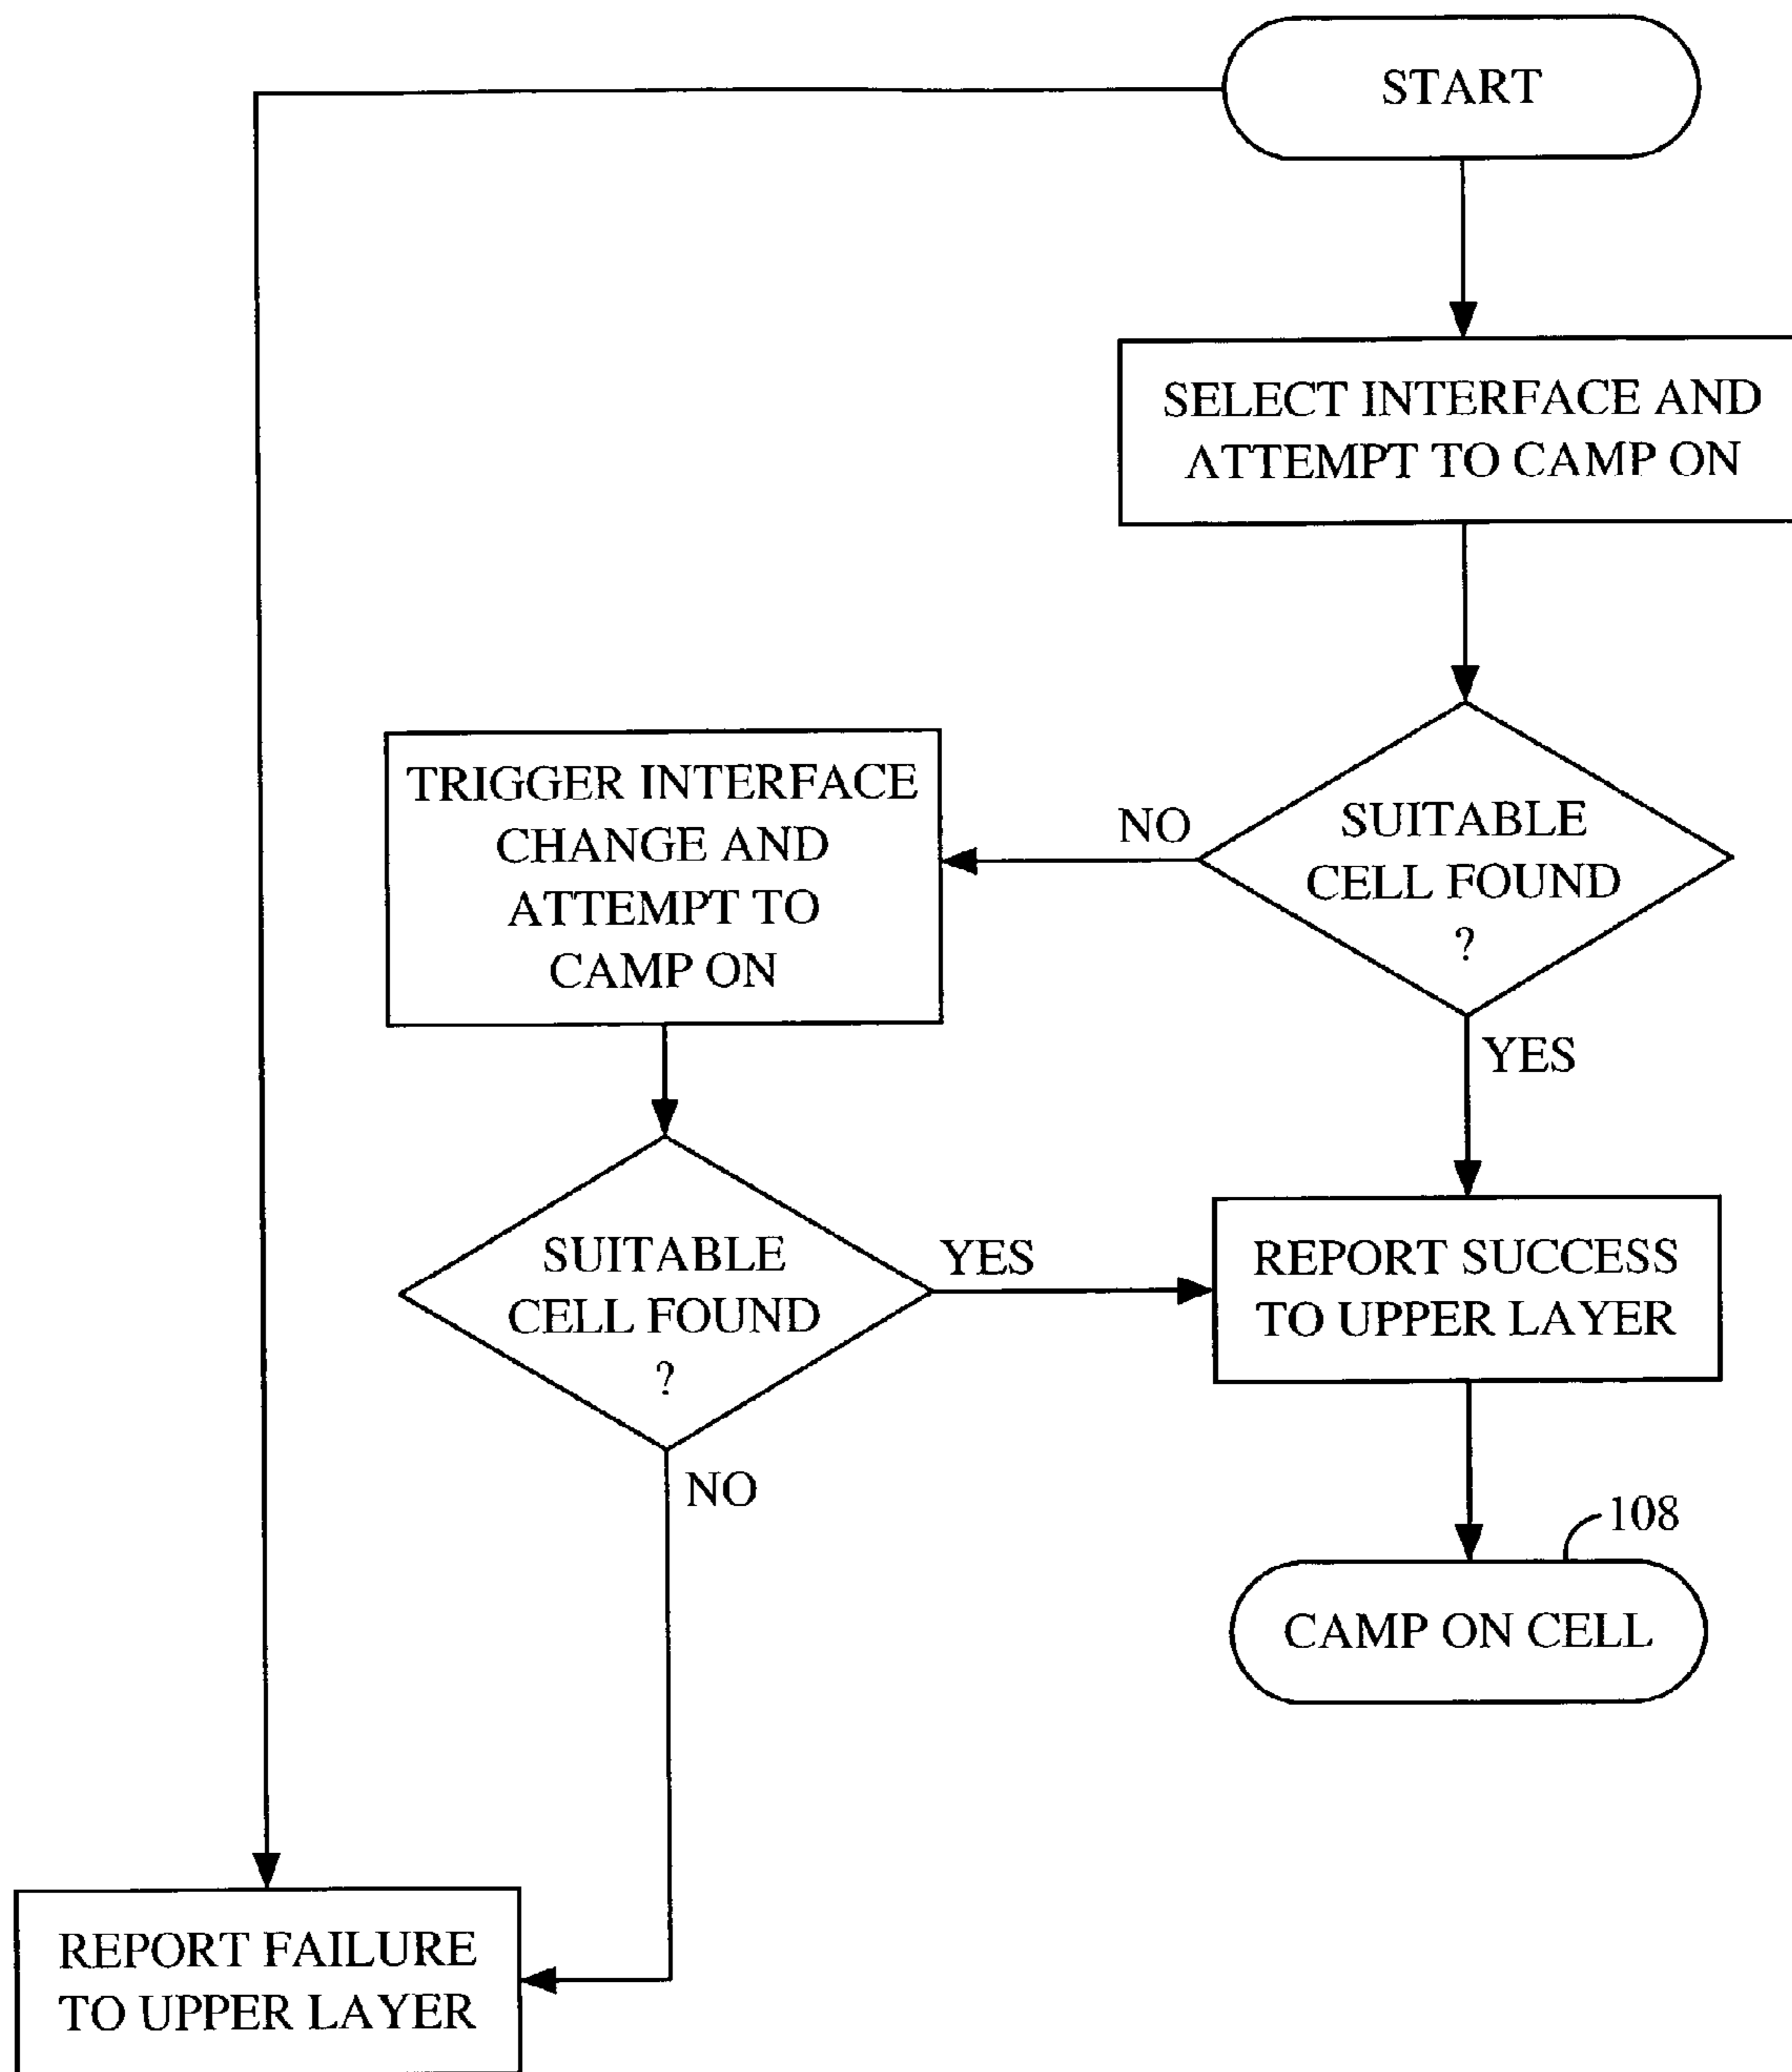 START
SELECT INTERFACE AND
ATTEMPT TO CAMP ON
SUITABLE
CELL FOUND
?
NO
YES
TRIGGER INTERFACE
CHANGE AND
ATTEMPT TO
CAMP ON
SUITABLE
CELL FOUND
?
YES
NO
REPORT SUCCESS
TO UPPER LAYER
108
CAMP ON CELL
REPORT FAILURE
TO UPPER LAYER